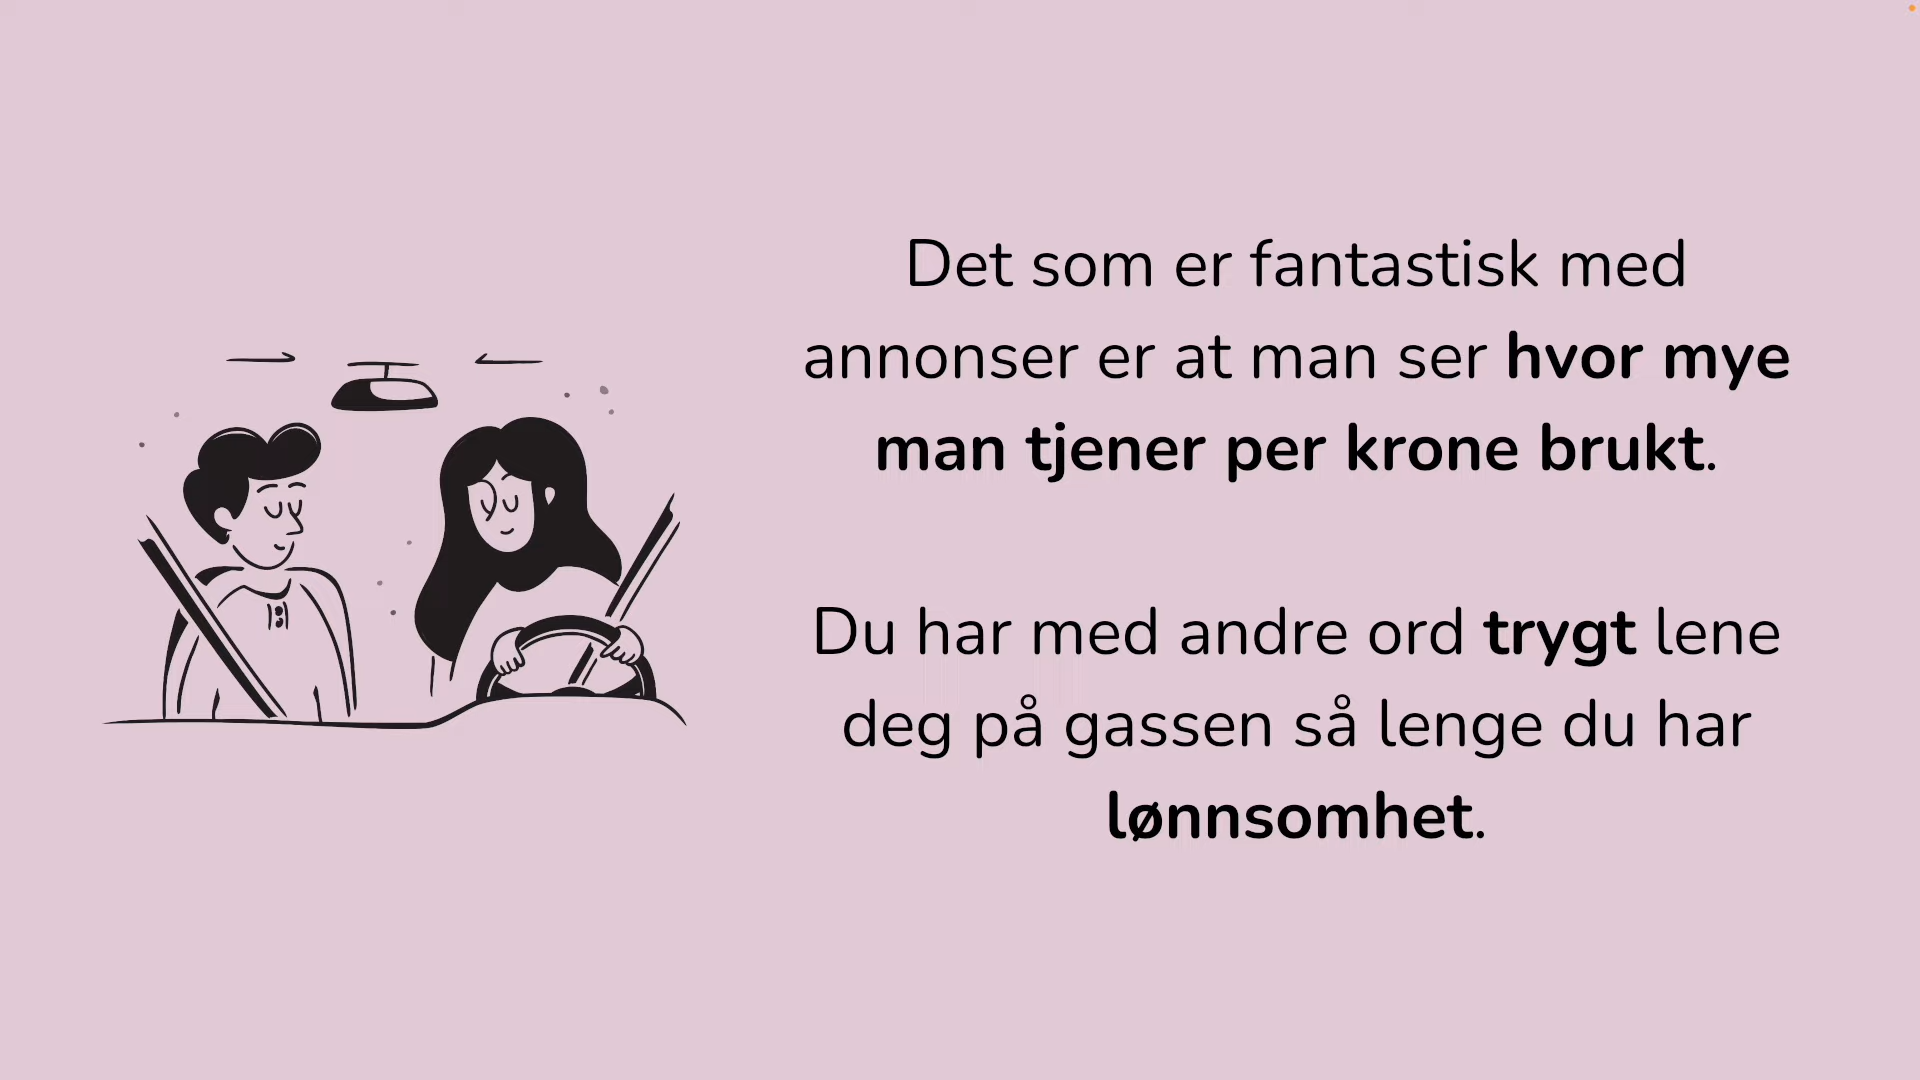 Det som er fantastisk med
annonser er at man ser hvor mye
man tjener per krone brukt.
Du har med andre ord trygt lene
deg på gassen så lenge du har
lønnsomhet.